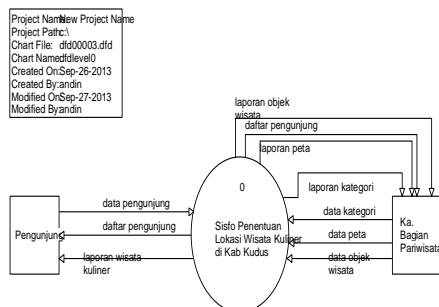 Project Name: New Project Name
Project Path: c:\
Chart File: dfd00003.dfd
Chart Name: dfdlevel0
Created On: Sep-26-2013
Created By: andin
Modified On: Sep-27-2013
Modified By: andin
laporan objek
wisata
daftar pengunjung
laporan peta
0
laporan kategori
data pengunjung
data kategori
Pengunjung
daftar pengunjung
Sisfo Penentuan
Lokasi Wisata Kuliner
di Kab Kudus
data peta
Ka.
Bagian
Pariwisata
laporan wisata
kuliner
data objek
wisata